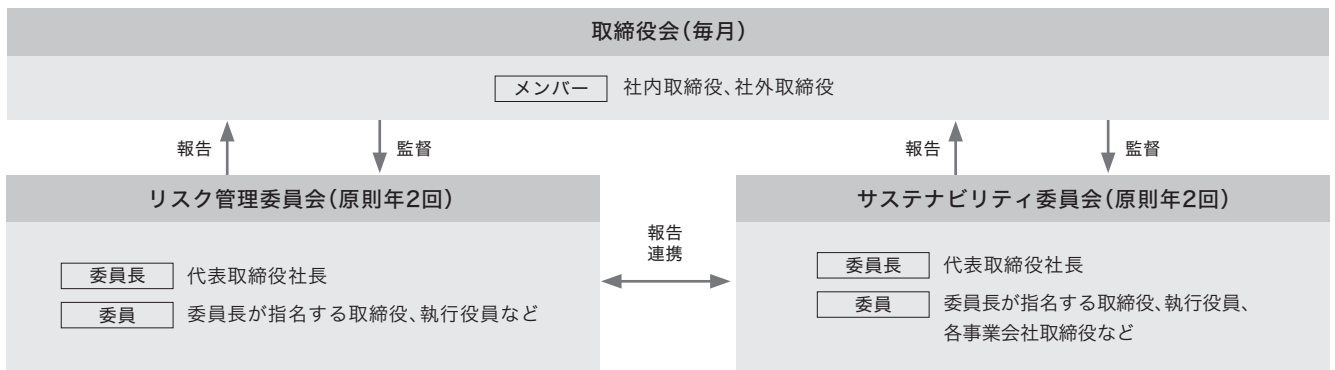 取締役会(毎月)
メンバー 社内取締役、社外取締役
報告 監督 報告 監督
リスク管理委員会(原則年2回)
委員長 代表取締役社長
委員 委員長が指名する取締役、執行役員など
報告
連携
サステナビリティ委員会(原則年2回)
委員長 代表取締役社長
委員 委員長が指名する取締役、執行役員、
各事業会社取締役など